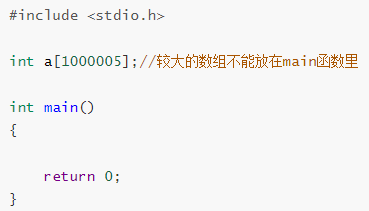 #include <stdio.h>
int a[1000005];//较大的数组不能放在main函数里
int main()
{
return 0;
}